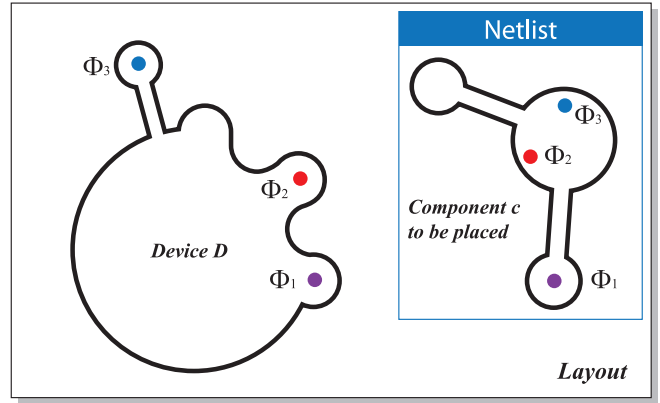 Netlist
Φ3
Φ3
Φ2
Φ2
Component c
to be placed
Device D
Φ1
Φ1
Layout